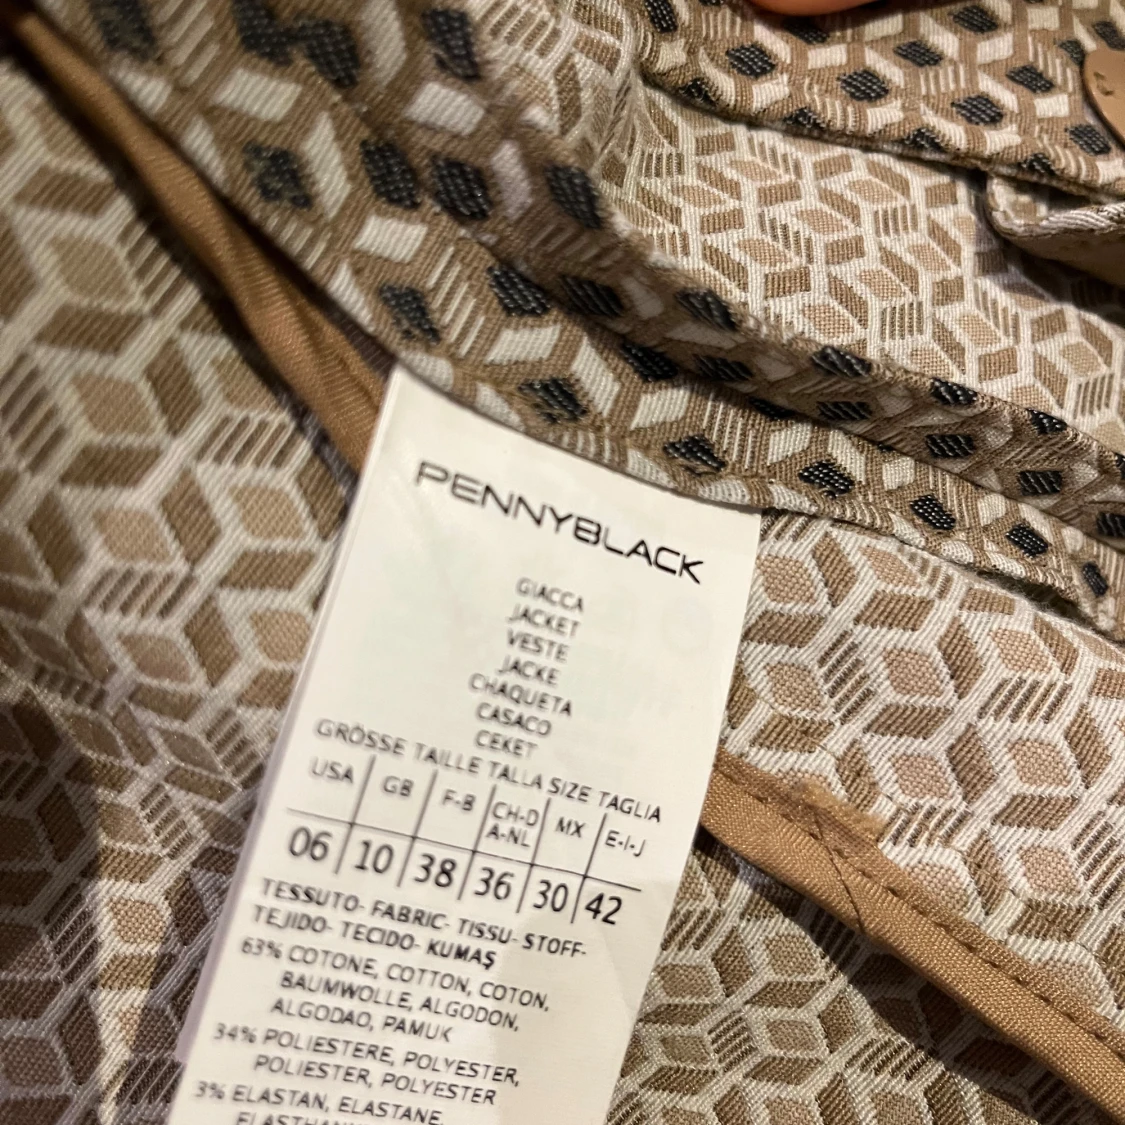 PENNYBLACK
GIACCA
JACKET
VESTE
JACKE
CHAQUETA
CASACO
CEKET
GRÖSSE TAILLE TALLA SIZE TAGLIA
USA GB F-B CH-D A-NL MX E-I-J
06 10 38 36 30 42
TESSUTO- FABRIC- TISSU- STOFF-
TEJIDO- TECIDO- KUMAŞ
63% COTONE, COTTON, COTON,
BAUMWOLLE, ALGODON,
ALGODAO, PAMUK
34% POLIESTERE, POLYESTER,
POLIESTER, POLYESTER
3% ELASTAN, ELASTANE,